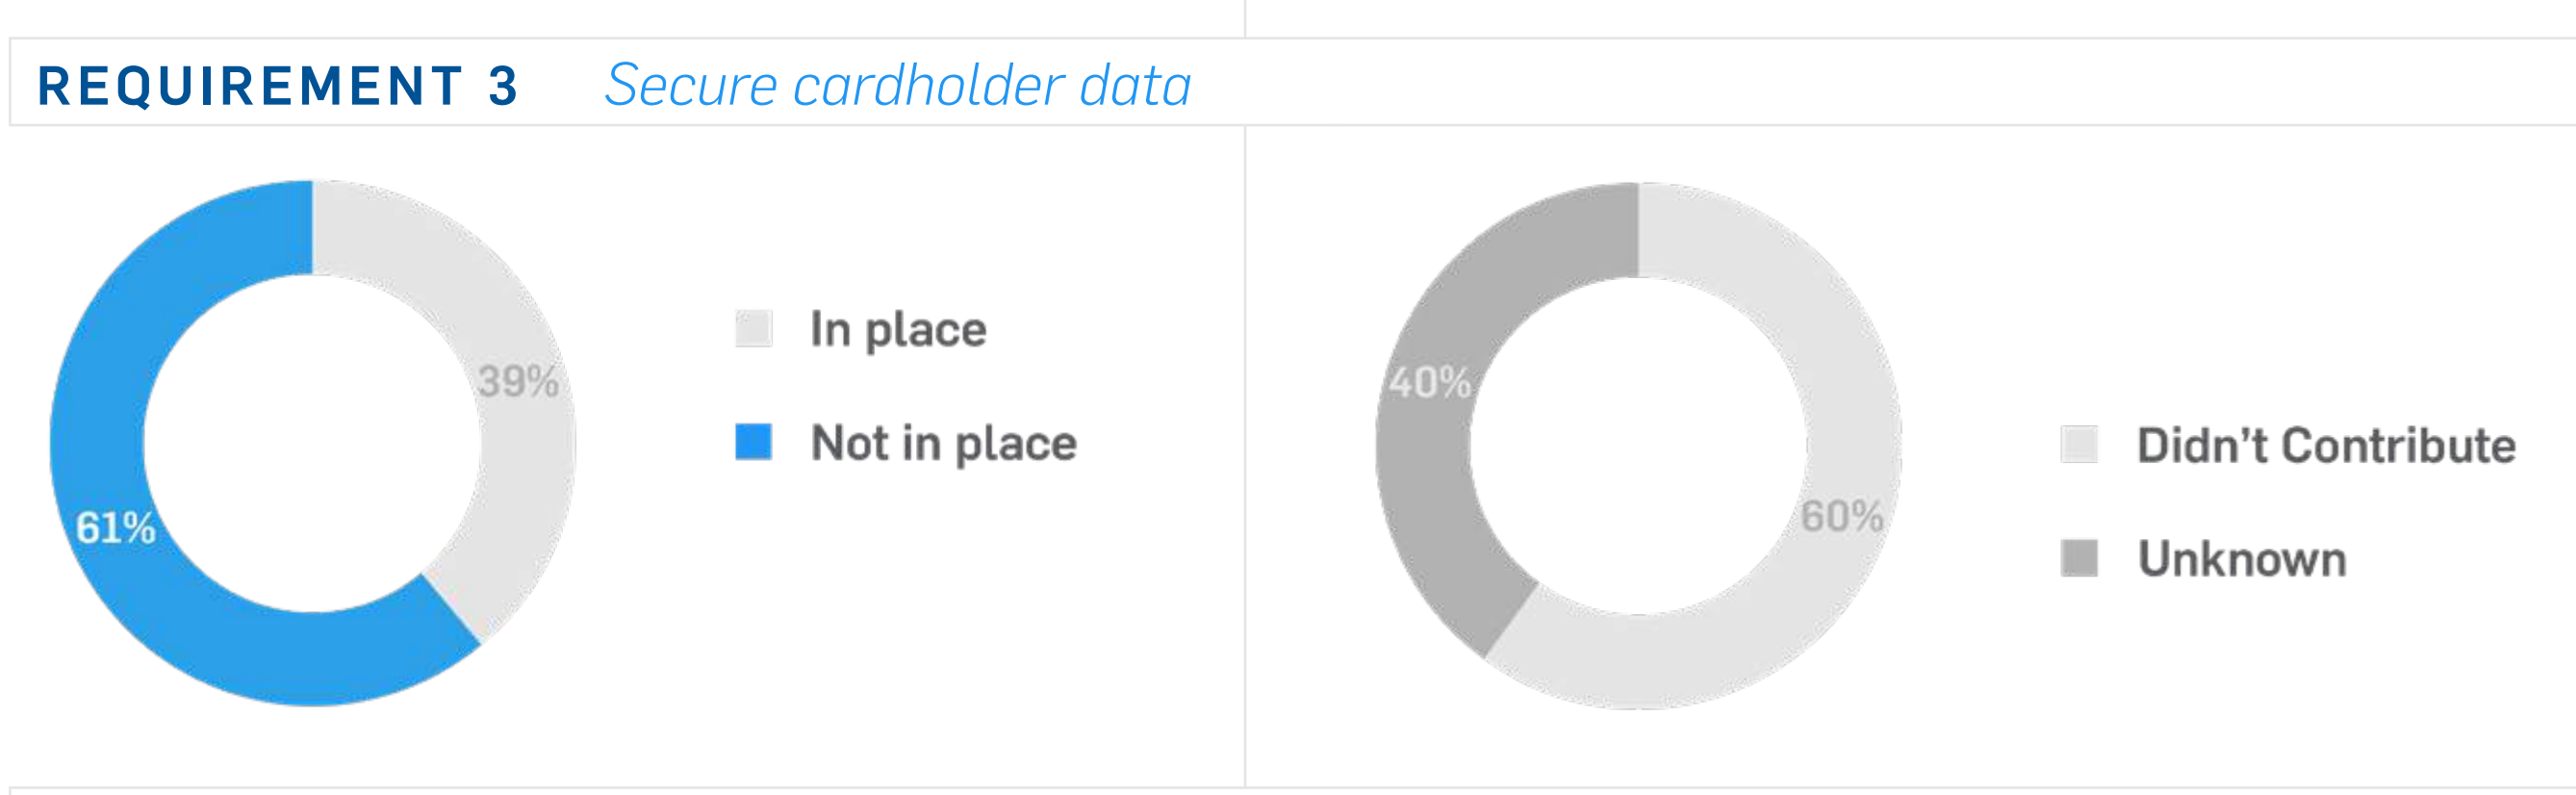 REQUIREMENT 3 Secure cardholder data
39%
61%
In place
Not in place
40%
60%
Didn't Contribute
Unknown